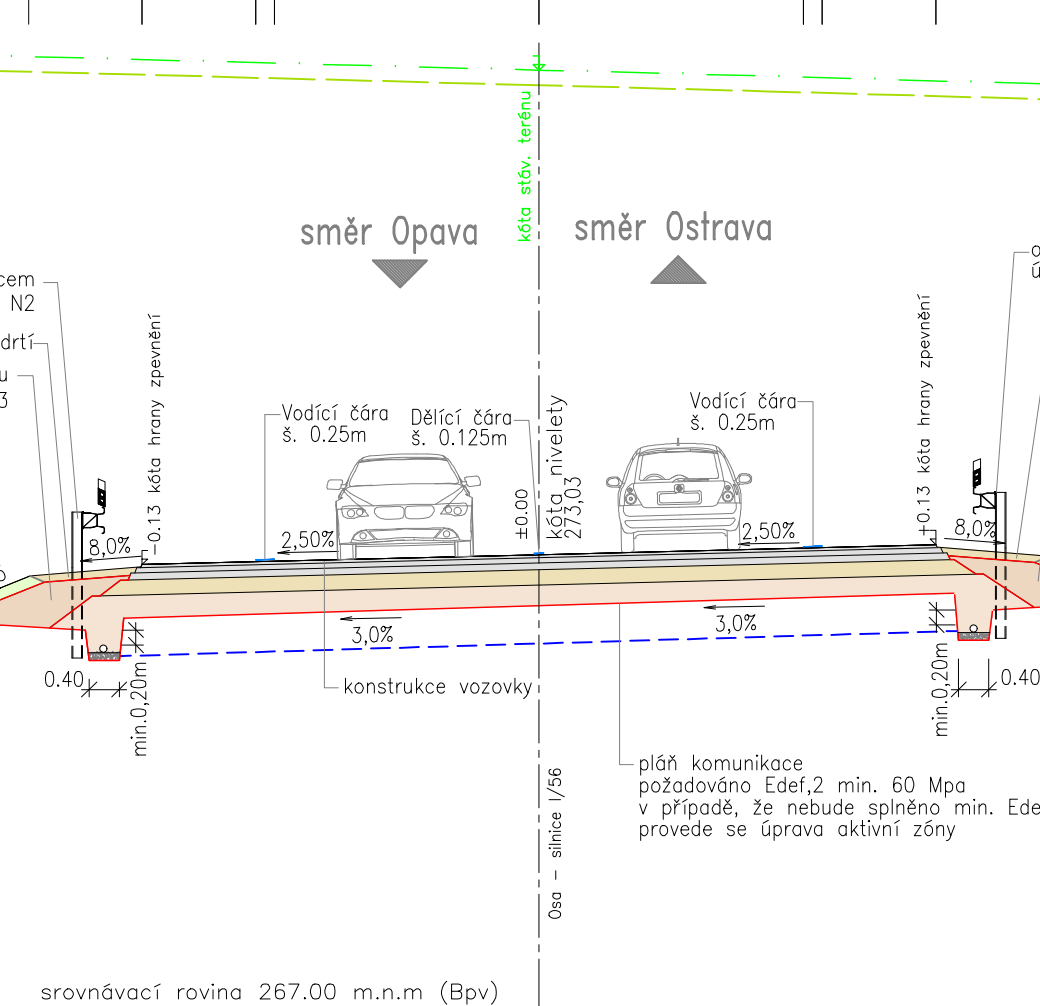 kóta stáv. terénu
směr Opava
směr Ostrava
N2
-0.13 kóta hrany zpevnění
+0.13 kóta hrany zpevnění
Vodící čára
š. 0.25m
Dělící čára
š. 0.125m
±0.00
kóta nivelety
273,03
Vodící čára
š. 0.25m
8,0%
2,50%
2,50%
8,0%
3,0%
3,0%
0.40
min.0,20m
konstrukce vozovky
min.0,20m
0.40
pláň komunikace
požadováno Edef,2 min. 60 Mpa
v případě, že nebude splněno min.
provede se úprava aktivní zóny
Osa - silnice I/56
srovnávací rovina 267.00 m.n.m (Bpv)